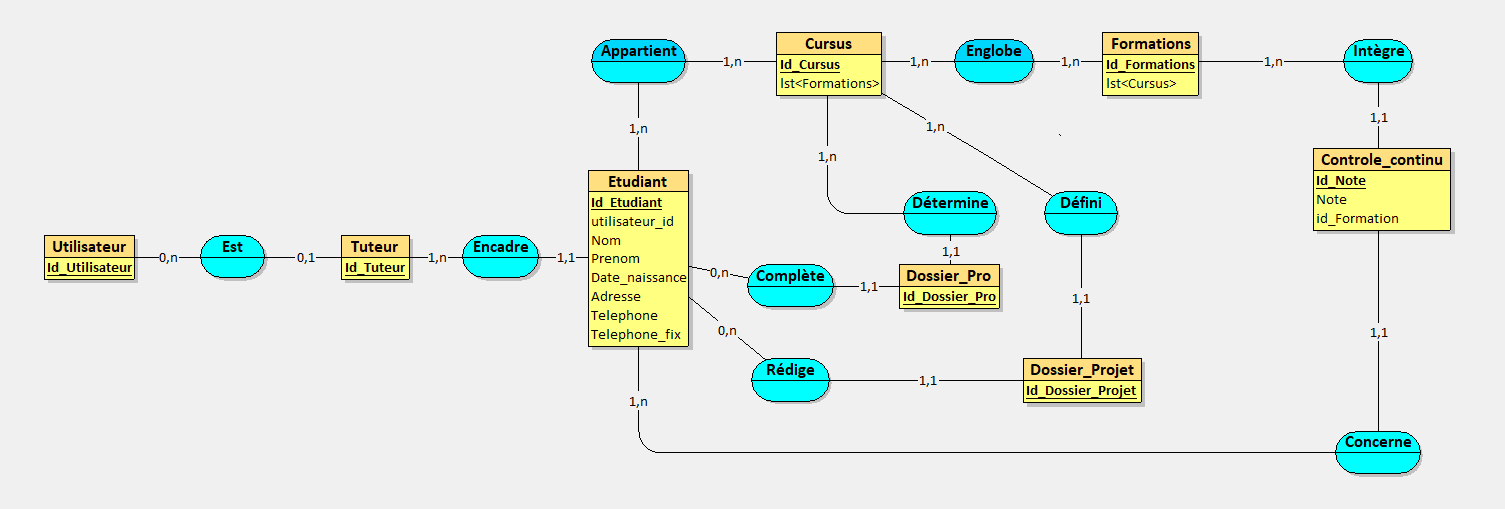 Appartient
1,n
Cursus
Id_Cursus
lst<Formations>
1,n
Englobe
1,n
Formations
Id_Formations
lst<Cursus>
1,n
Intègre
1,1
Controle_continu
Id_Note
Note
id_Formation
1,n
1,n
1,n
Utilisateur
Id_Utilisateur
0,n
Est
0,1
Tuteur
Id_Tuteur
1,n
Encadre
1,1
Etudiant
Id_Etudiant
utilisateur_id
Nom
Prenom
Date_naissance
Adresse
Telephone
Telephone_fix
0,n
Complète
1,1
Dossier_Pro
Id_Dossier_Pro
1,1
Détermine
Défini
1,1
0,n
Rédige
1,1
Dossier_Projet
Id_Dossier_Projet
1,1
1,n
Concerne